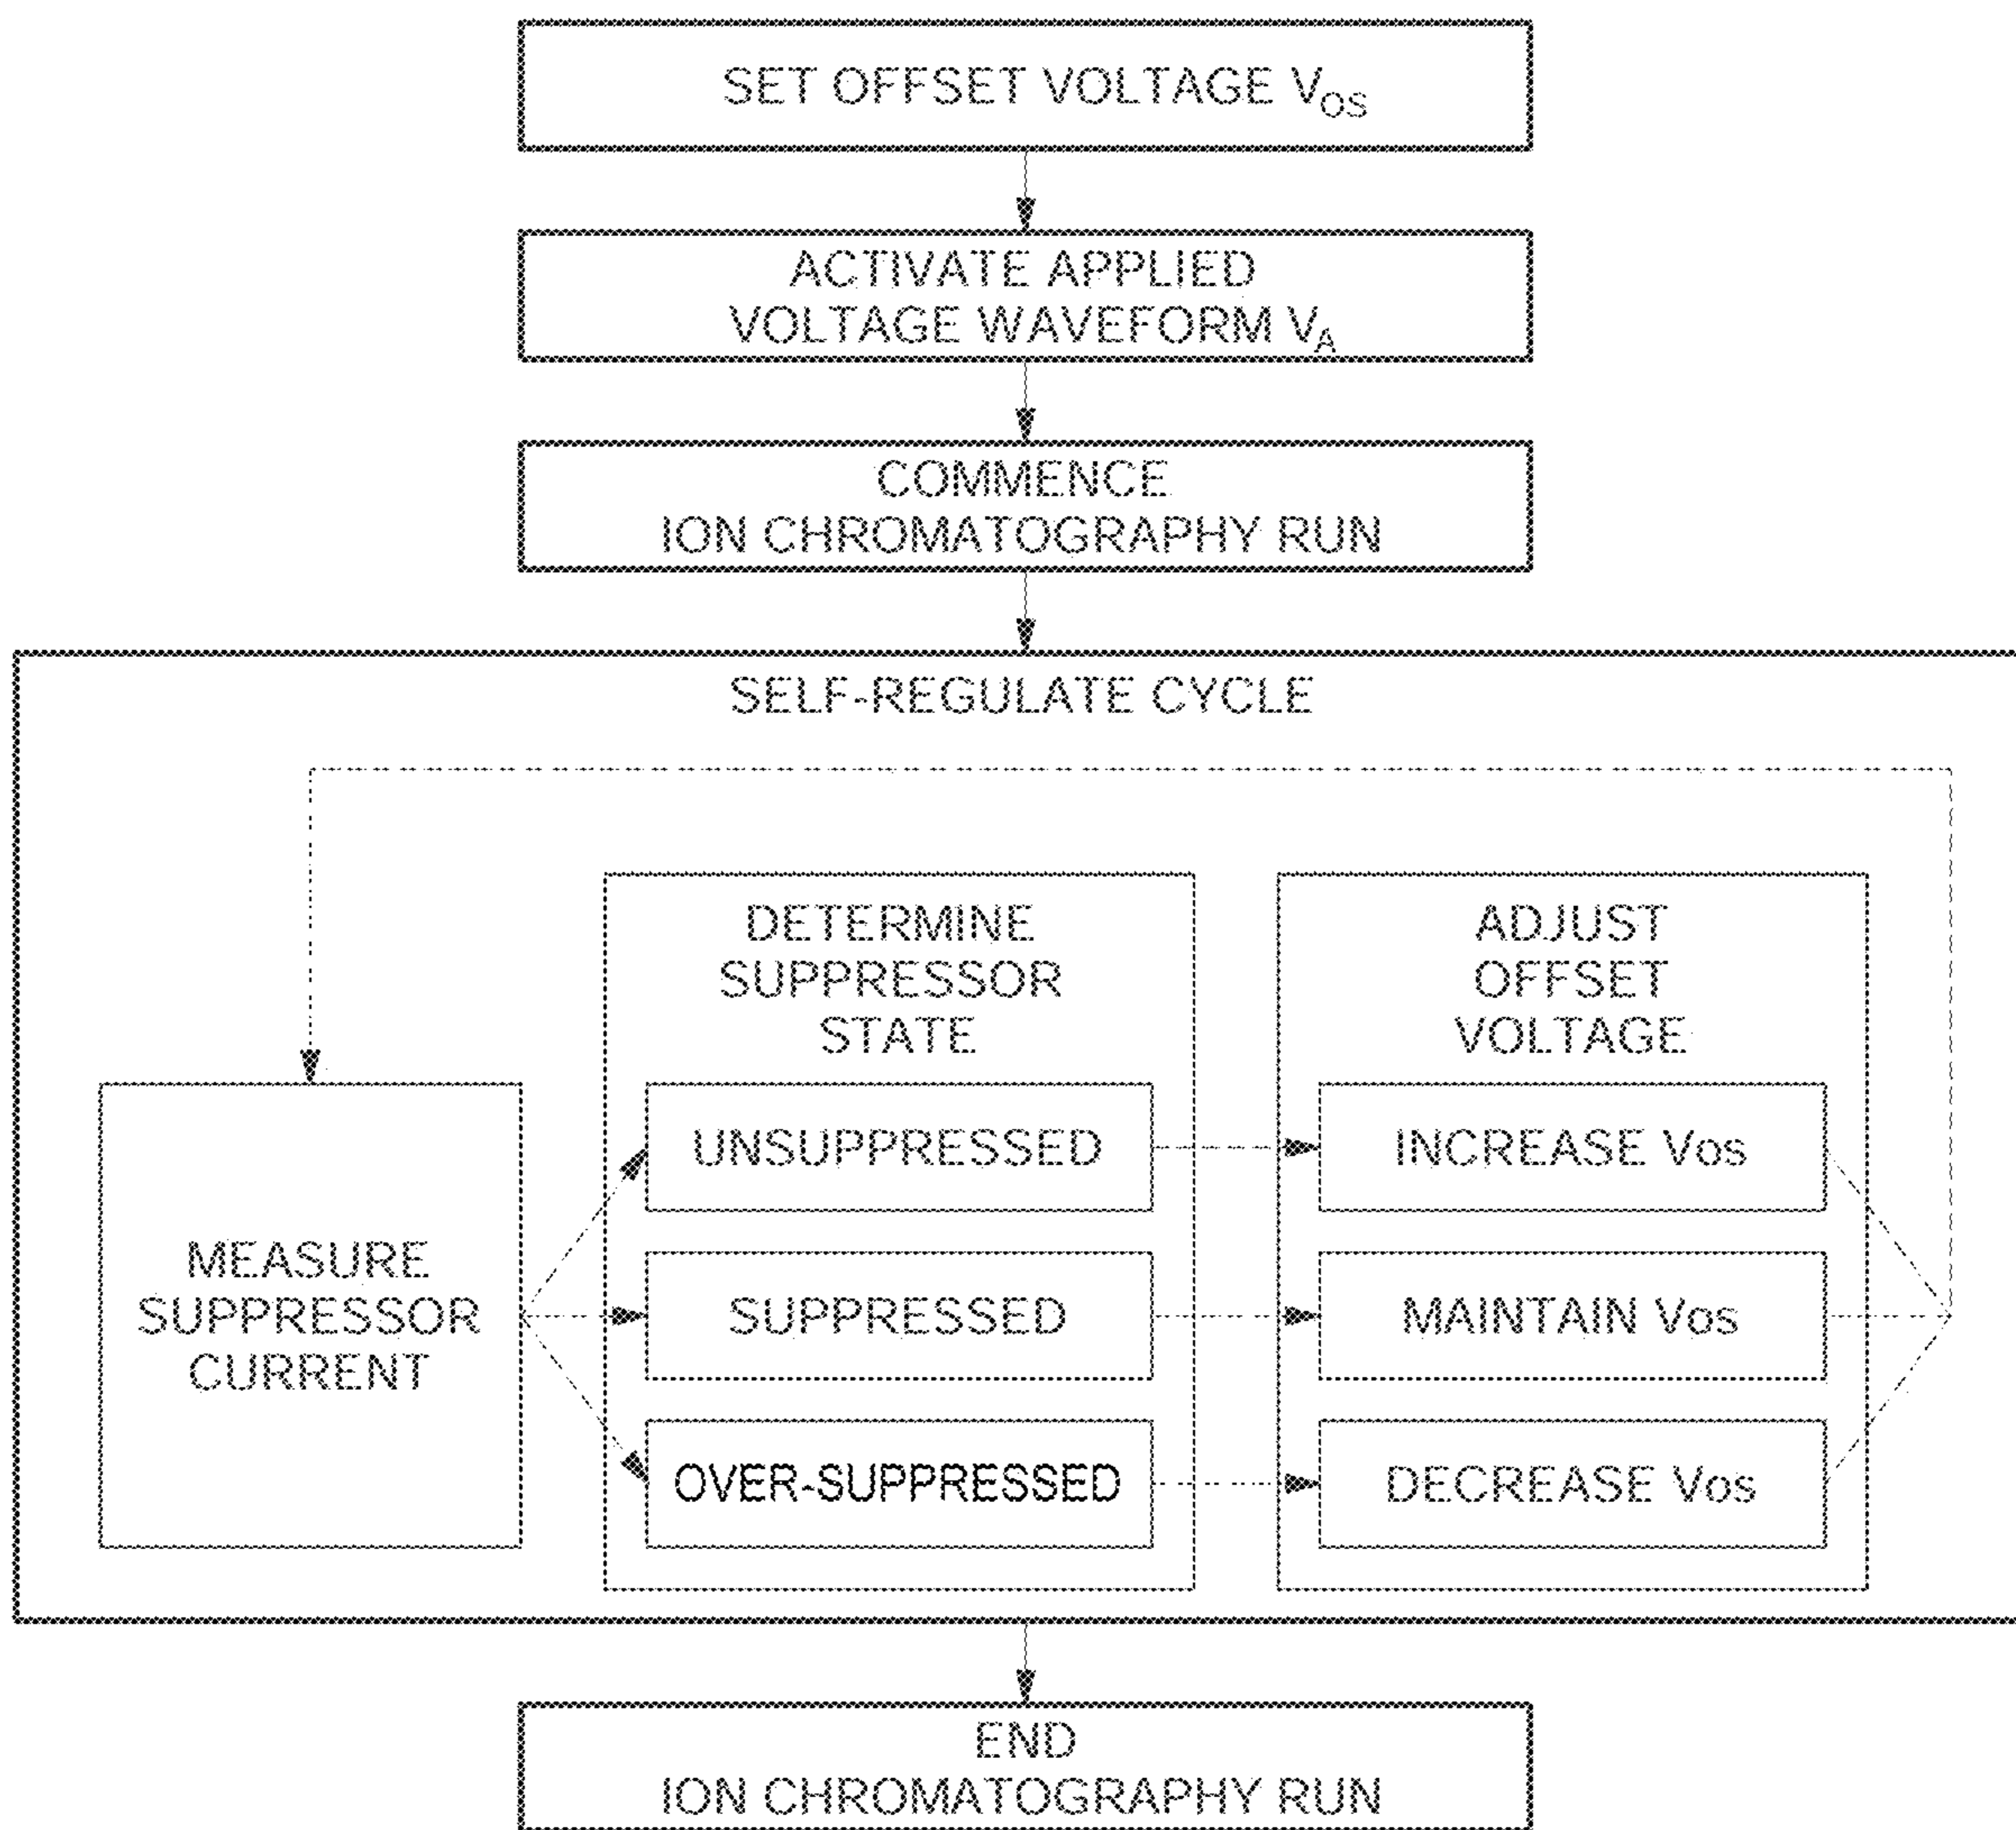 SET OFFSET VOLTAGE VOS
ACTIVATE APPLIED
VOLTAGE WAVEFORM VA
COMMENCE
ION CHROMATOGRAPHY RUN
SELF-REGULATE CYCLE
MEASURE
SUPPRESSOR
CURRENT
DETERMINE
SUPPRESSOR
STATE
UNSUPPRESSED
SUPPRESSED
OVER-SUPPRESSED
ADJUST
OFFSET
VOLTAGE
INCREASE Vos
MAINTAIN Vos
DECREASE Vos
END
ION CHROMATOGRAPHY RUN